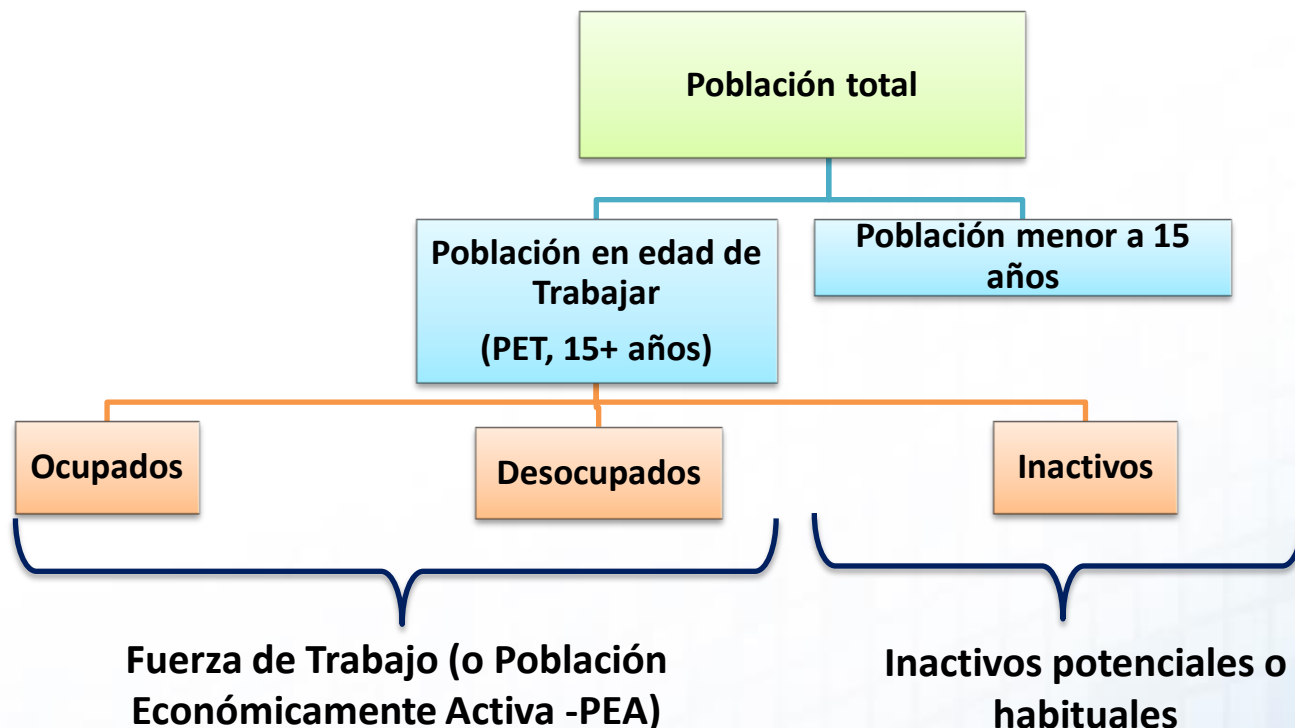 Población total
Población en edad de
Trabajar
(PET, 15+ años)
Población menor a 15
años
Ocupados
Desocupados
Inactivos
Fuerza de Trabajo (o Población
Económicamente Activa -PEA)
Inactivos potenciales o
habituales